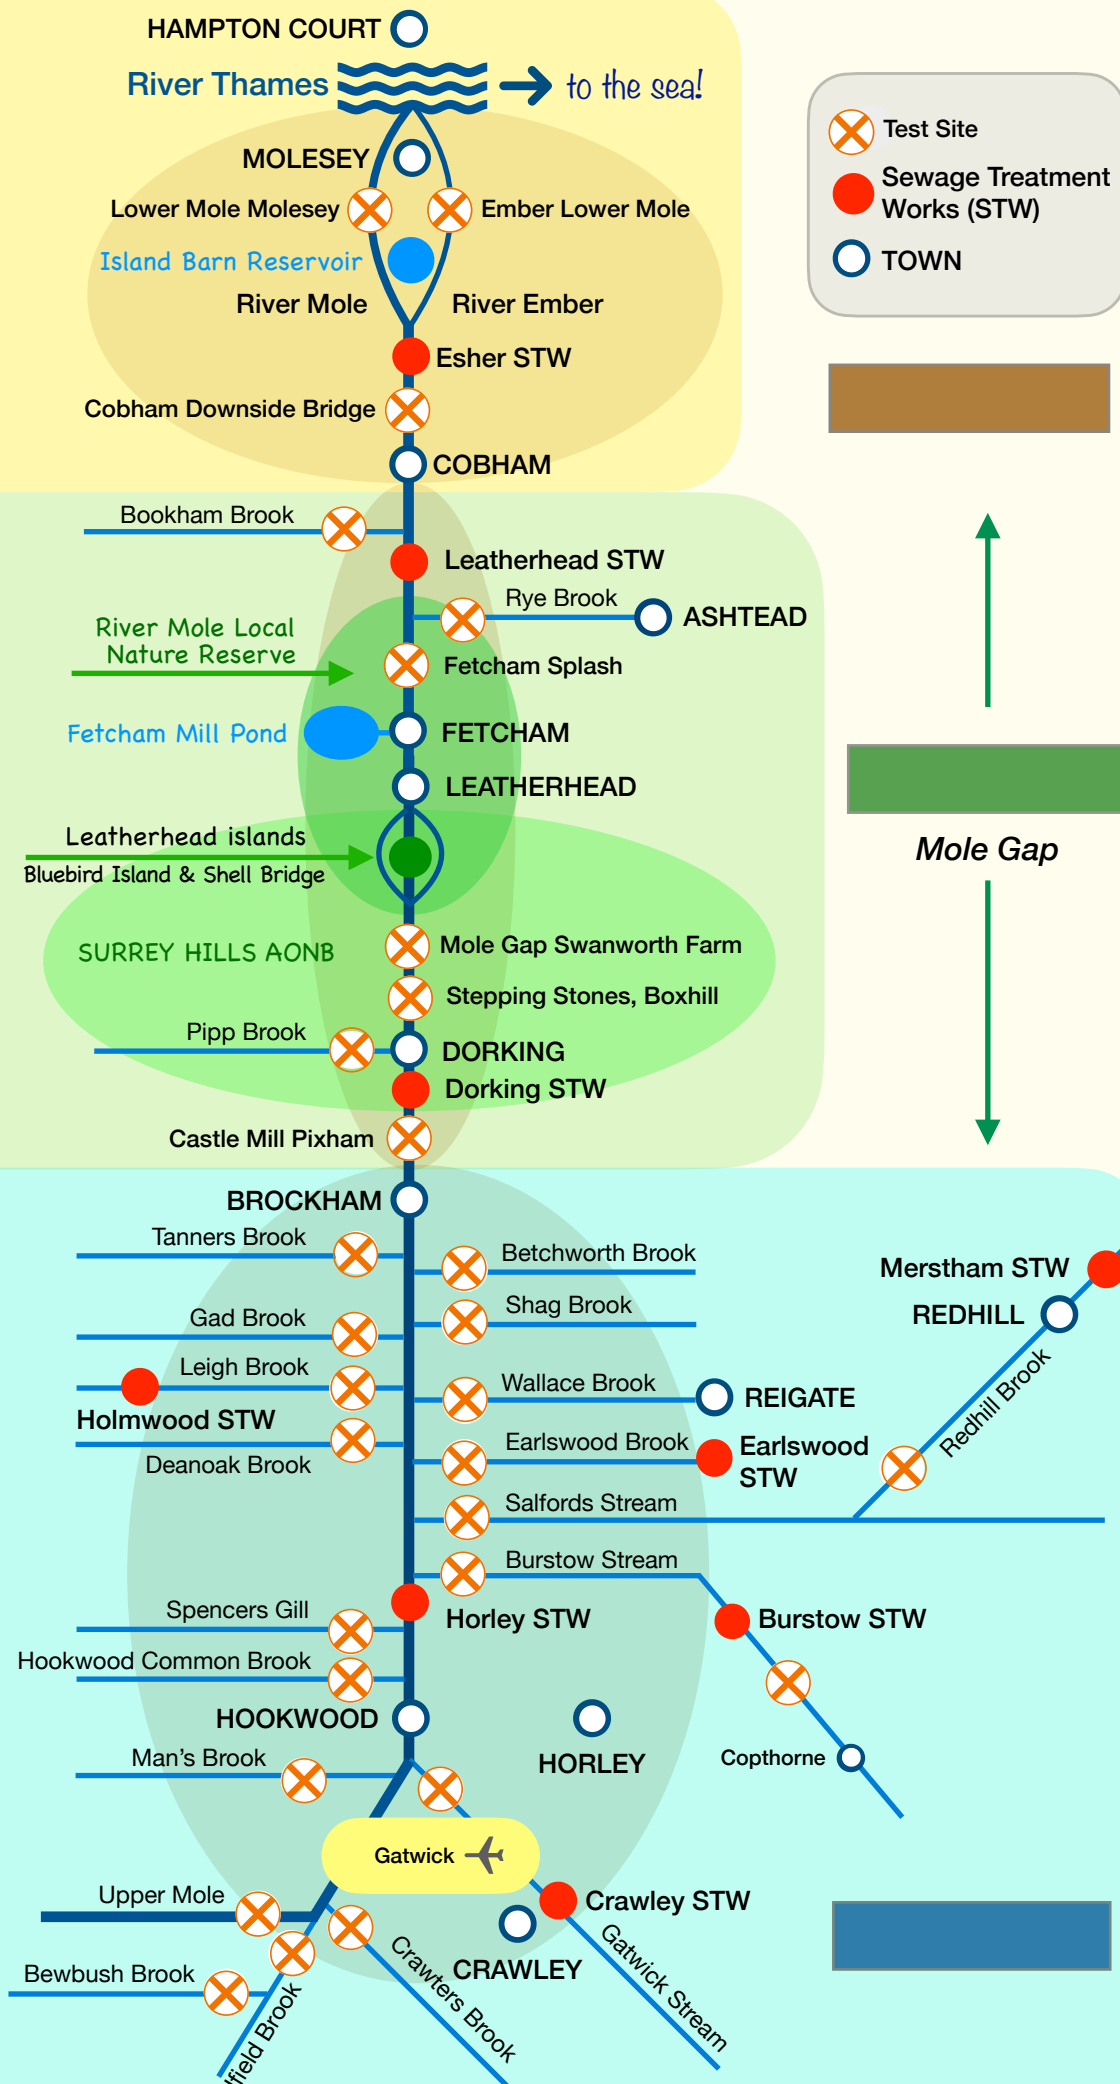 HAMPTON COURT
River Thames
to the sea!
Test Site
Sewage Treatment
Works (STW)
TOWN
MOLESEY
Lower Mole Molesey
Ember Lower Mole
Island Barn Reservoir
River Mole
River Ember
Esher STW
Cobham Downside Bridge
COBHAM
Bookham Brook
Leatherhead STW
Rye Brook
ASHTEAD
River Mole Local
Nature Reserve
Fetcham Splash
Fetcham Mill Pond
FETCHAM
LEATHERHEAD
Leatherhead islands
Bluebird Island & Shell Bridge
Mole Gap
SURREY HILLS AONB
Mole Gap Swanworth Farm
Stepping Stones, Boxhill
Pipp Brook
DORKING
Dorking STW
Castle Mill Pixham
BROCKHAM
Tanners Brook
Betchworth Brook
Merstham STW
Shag Brook
REDHILL
Gad Brook
Leigh Brook
Wallace Brook
REIGATE
Redhill Brook
Holmwood STW
Earlswood Brook
Earlswood
STW
Deanoak Brook
Salfords Stream
Burstow Stream
Spencers Gill
Horley STW
Burstow STW
Hookwood Common Brook
HOOKWOOD
HORLEY
Man's Brook
Copthorne
Gatwick
Upper Mole
Crawley STW
CRAWLEY
Bewbush Brook
Crawters Brook
Gatwick Stream
lfield Brook